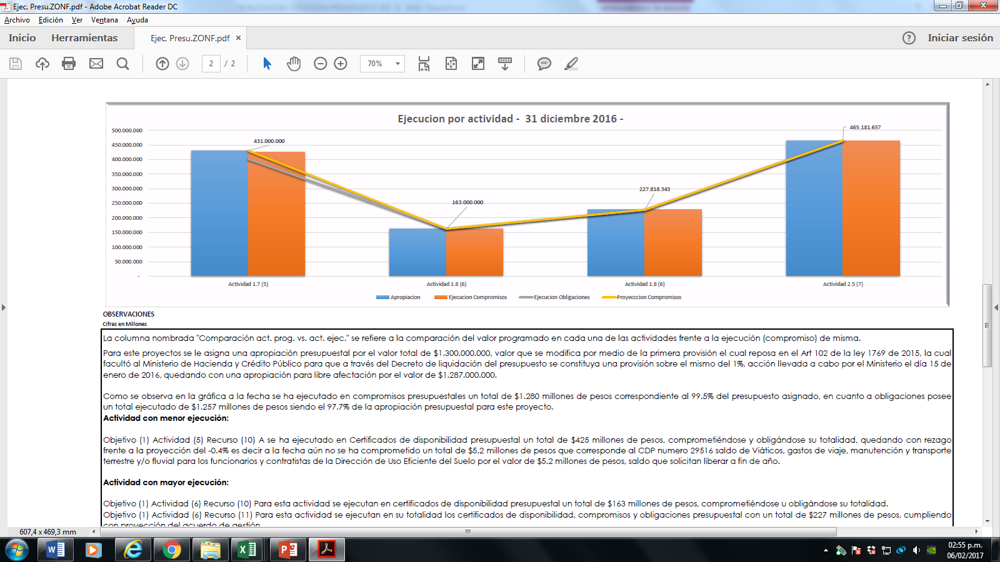 Ejec. Presu.ZONF.pdf - Adobe Acrobat Reader DC
Archivo Edición Ver Ventana Ayuda
Inicio Herramientas Ejec. Presu.ZONF.pdf × ? Iniciar sesión
2 / 2 70%
Ejecucion por actividad - 31 diciembre 2016 -
500.000.000
450.000.000
400.000.000
350.000.000
300.000.000
250.000.000
200.000.000
150.000.000
100.000.000
50.000.000
-
431.000.000
163.000.000
227.818.343
465.181.657
Actividad 1.7 (5) Actividad 1.8 (6) Actividad 1.8 (6) Actividad 2.5 (7)
Apropiacion Ejecucion Compromisos Ejecucion Obligaciones Proyecccion Compromisos
OBSERVACIONES
Cifras en Millones
La columna nombrada "Comparación act. prog. vs. act. ejec." se refiere a la comparación del valor programado en cada una de las actividades frente a la ejecución (compromiso) de misma.
Para este proyectos se le asigna una apropiación presupuestal por el valor total de $1.300.000.000, valor que se modifica por medio de la primera provisión el cual reposa en el Art 102 de la ley 1769 de 2015, la cual
facultó al Ministerio de Hacienda y Crédito Público para que a través del Decreto de liquidación del presupuesto se constituya una provisión sobre el mismo del 1%, acción llevada a cabo por el Ministerio el día 15 de
enero de 2016, quedando con una apropiación para libre afectación por el valor de $1.287.000.000.
Como se observa en la gráfica a la fecha se ha ejecutado en compromisos presupuestales un total de $1.280 millones de pesos correspondiente al 99.5% del presupuesto asignado, en cuanto a obligaciones posee
un total ejecutado de $1.257 millones de pesos siendo el 97.7% de la apropiación presupuestal para este proyecto.
Actividad con menor ejecución:
Objetivo (1) Actividad (5) Recurso (10) A se ha ejecutado en Certificados de disponibilidad presupuestal un total de $425 millones de pesos, comprometiéndose y obligándose su totalidad, quedando con rezago
frente a la proyección del -0.4% es decir a la fecha aún no se ha comprometido un total de $5.2 millones de pesos que corresponde al CDP numero 29516 saldo de Viáticos, gastos de viaje, manutención y transporte
terrestre y/o fluvial para los funcionarios y contratistas de la Dirección de Uso Eficiente del Suelo por el valor de $5.2 millones de pesos, saldo que solicitan liberar a fin de año.
Actividad con mayor ejecución:
Objetivo (1) Actividad (6) Recurso (10) Para esta actividad se ejecutan en certificados de disponibilidad presupuestal un total de $163 millones de pesos, comprometiéndose u obligándose su totalidad.
Objetivo (1) Actividad (6) Recurso (11) Para esta actividad se ejecutan en su totalidad los certificados de disponibilidad, compromisos y obligaciones presupuestal con un total de $227 millones de pesos, cumpliendo
con proyección del acuerdo de gestión
607,4 x 469,3 mm
02:55 p.m.
06/02/2017